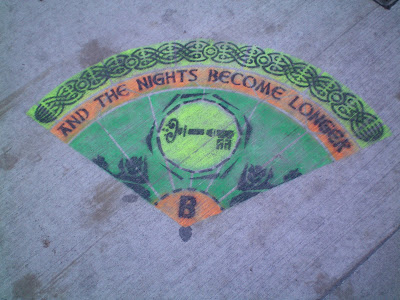 AND THE NIGHTS BECOME LONGER
B